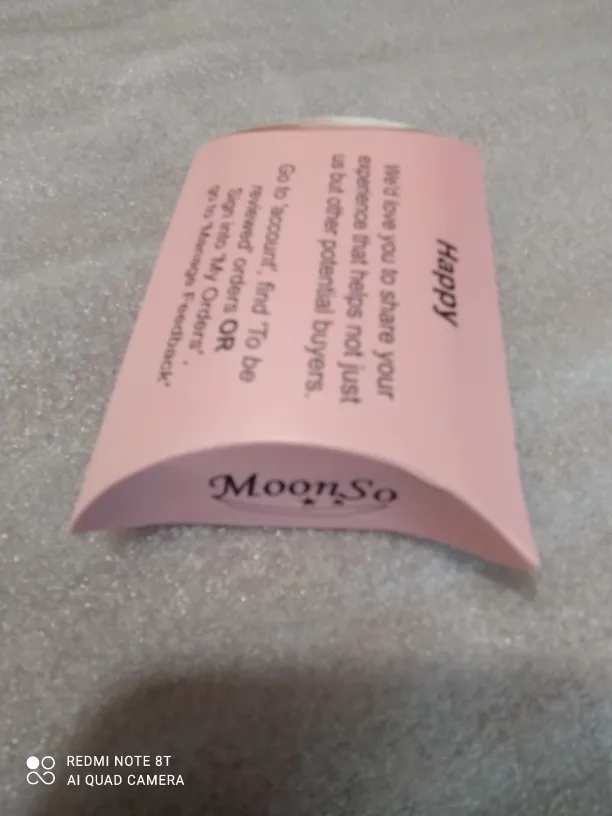 Happy
We'd love you to share your
experience that helps not just
us but other potential buyers.
Go to 'account', find 'To be
reviewed' orders OR
Sign into 'My Orders',
go to 'Manage Feedback'
MoonSo
REDMI NOTE 8T
AI QUAD CAMERA